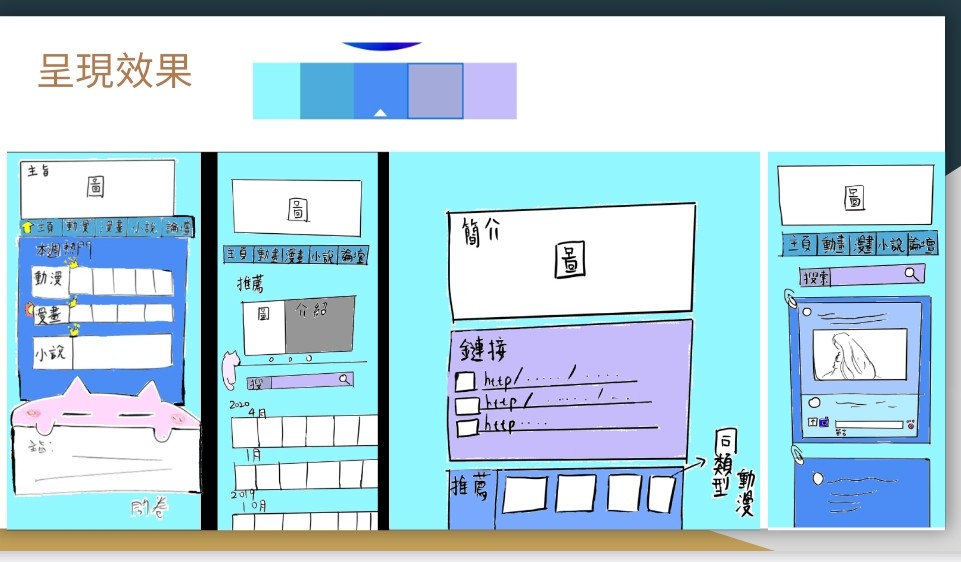 呈現效果
主旨
圖
主頁 動漫 漫畫 小說 論壇
本週熱門
動漫
漫畫
小說
問卷
圖
主頁 動畫 漫畫 小說 論壇
推薦
圖 介紹
搜
2020
4月
1月
2019
10月
簡介
圖
鏈接
http/ ..... / .....
http/ ..... / ...
http ....
推薦
同類型
動漫
圖
主頁 動畫 漫畫 小說 論壇
搜索